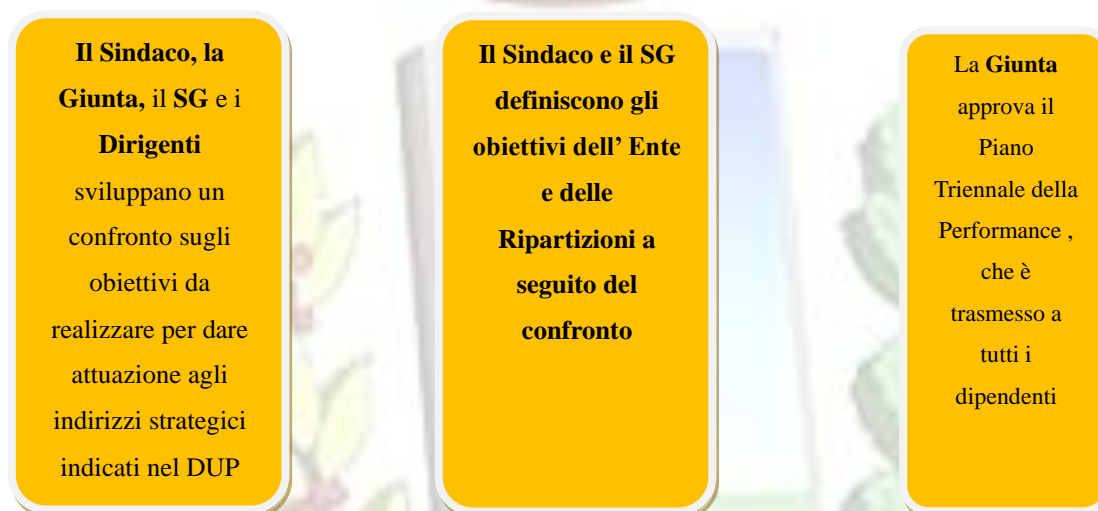 Il Sindaco, la
Giunta, il SG e i
Dirigenti
sviluppano un
confronto sugli
obiettivi da
realizzare per dare
attuazione agli
indirizzi strategici
indicati nel DUP
Il Sindaco e il SG
definiscono gli
obiettivi dell’ Ente
e delle
Ripartizioni a
seguito del
confronto
La Giunta
approva il
Piano
Triennale della
Performance ,
che è
trasmesso a
tutti i
dipendenti